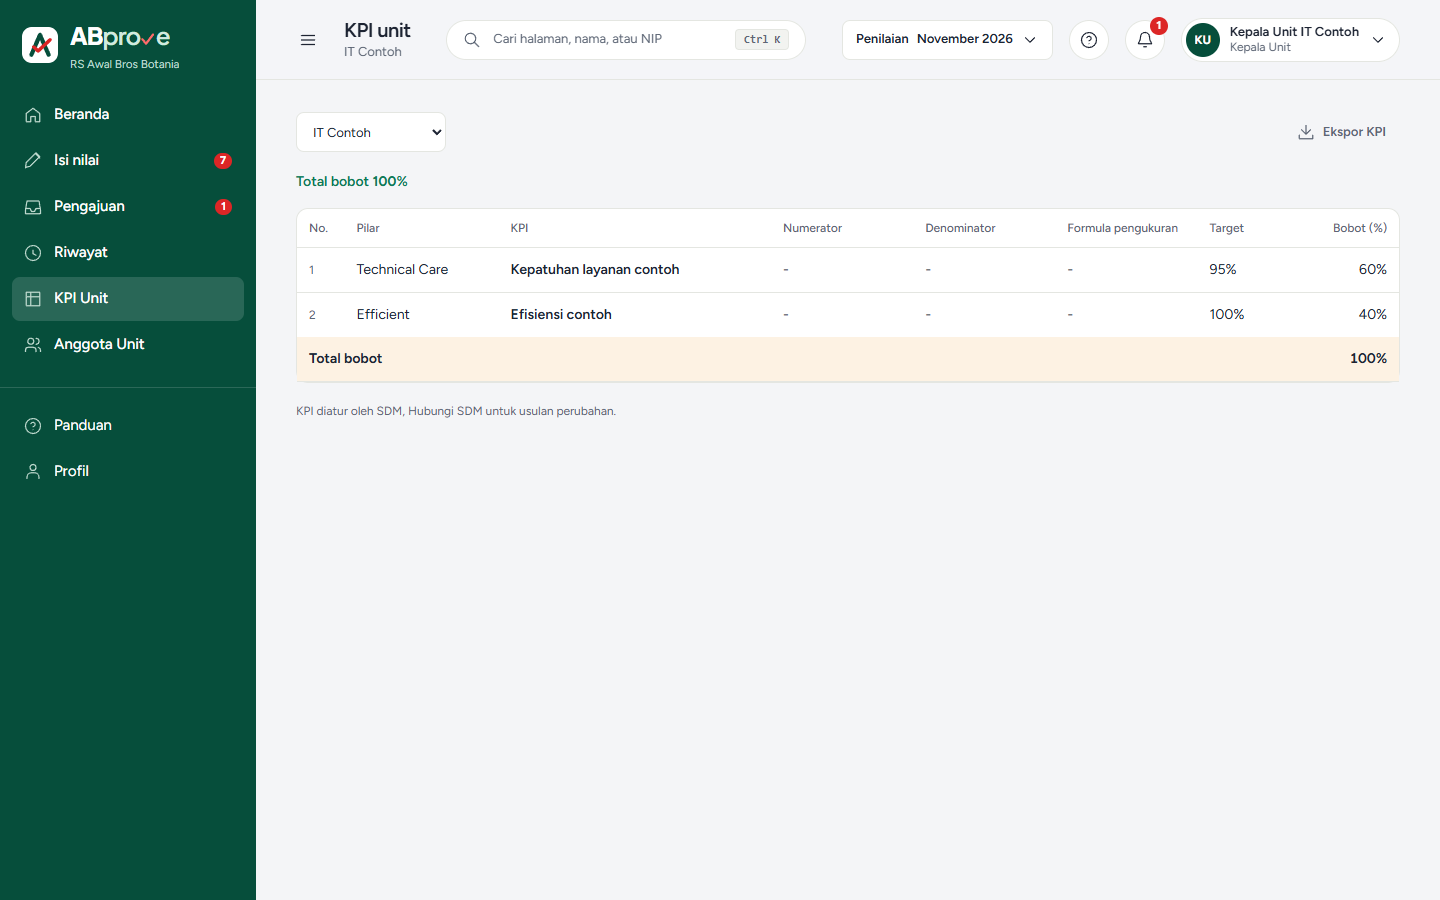 ABprove
RS Awal Bros Botania
Beranda
Isi nilai 7
Pengajuan 1
Riwayat
KPI Unit
Anggota Unit
Panduan
Profil
KPI unit
IT Contoh
Cari halaman, nama, atau NIP Ctrl K
Penilaian November 2026
1
KU
Kepala Unit IT Contoh
Kepala Unit
IT Contoh
Ekspor KPI
Total bobot 100%
No. Pilar KPI Numerator Denominator Formula pengukuran Target Bobot (%)
1 Technical Care Kepatuhan layanan contoh - - - 95% 60%
2 Efficient Efisiensi contoh - - - 100% 40%
Total bobot 100%
KPI diatur oleh SDM, Hubungi SDM untuk usulan perubahan.